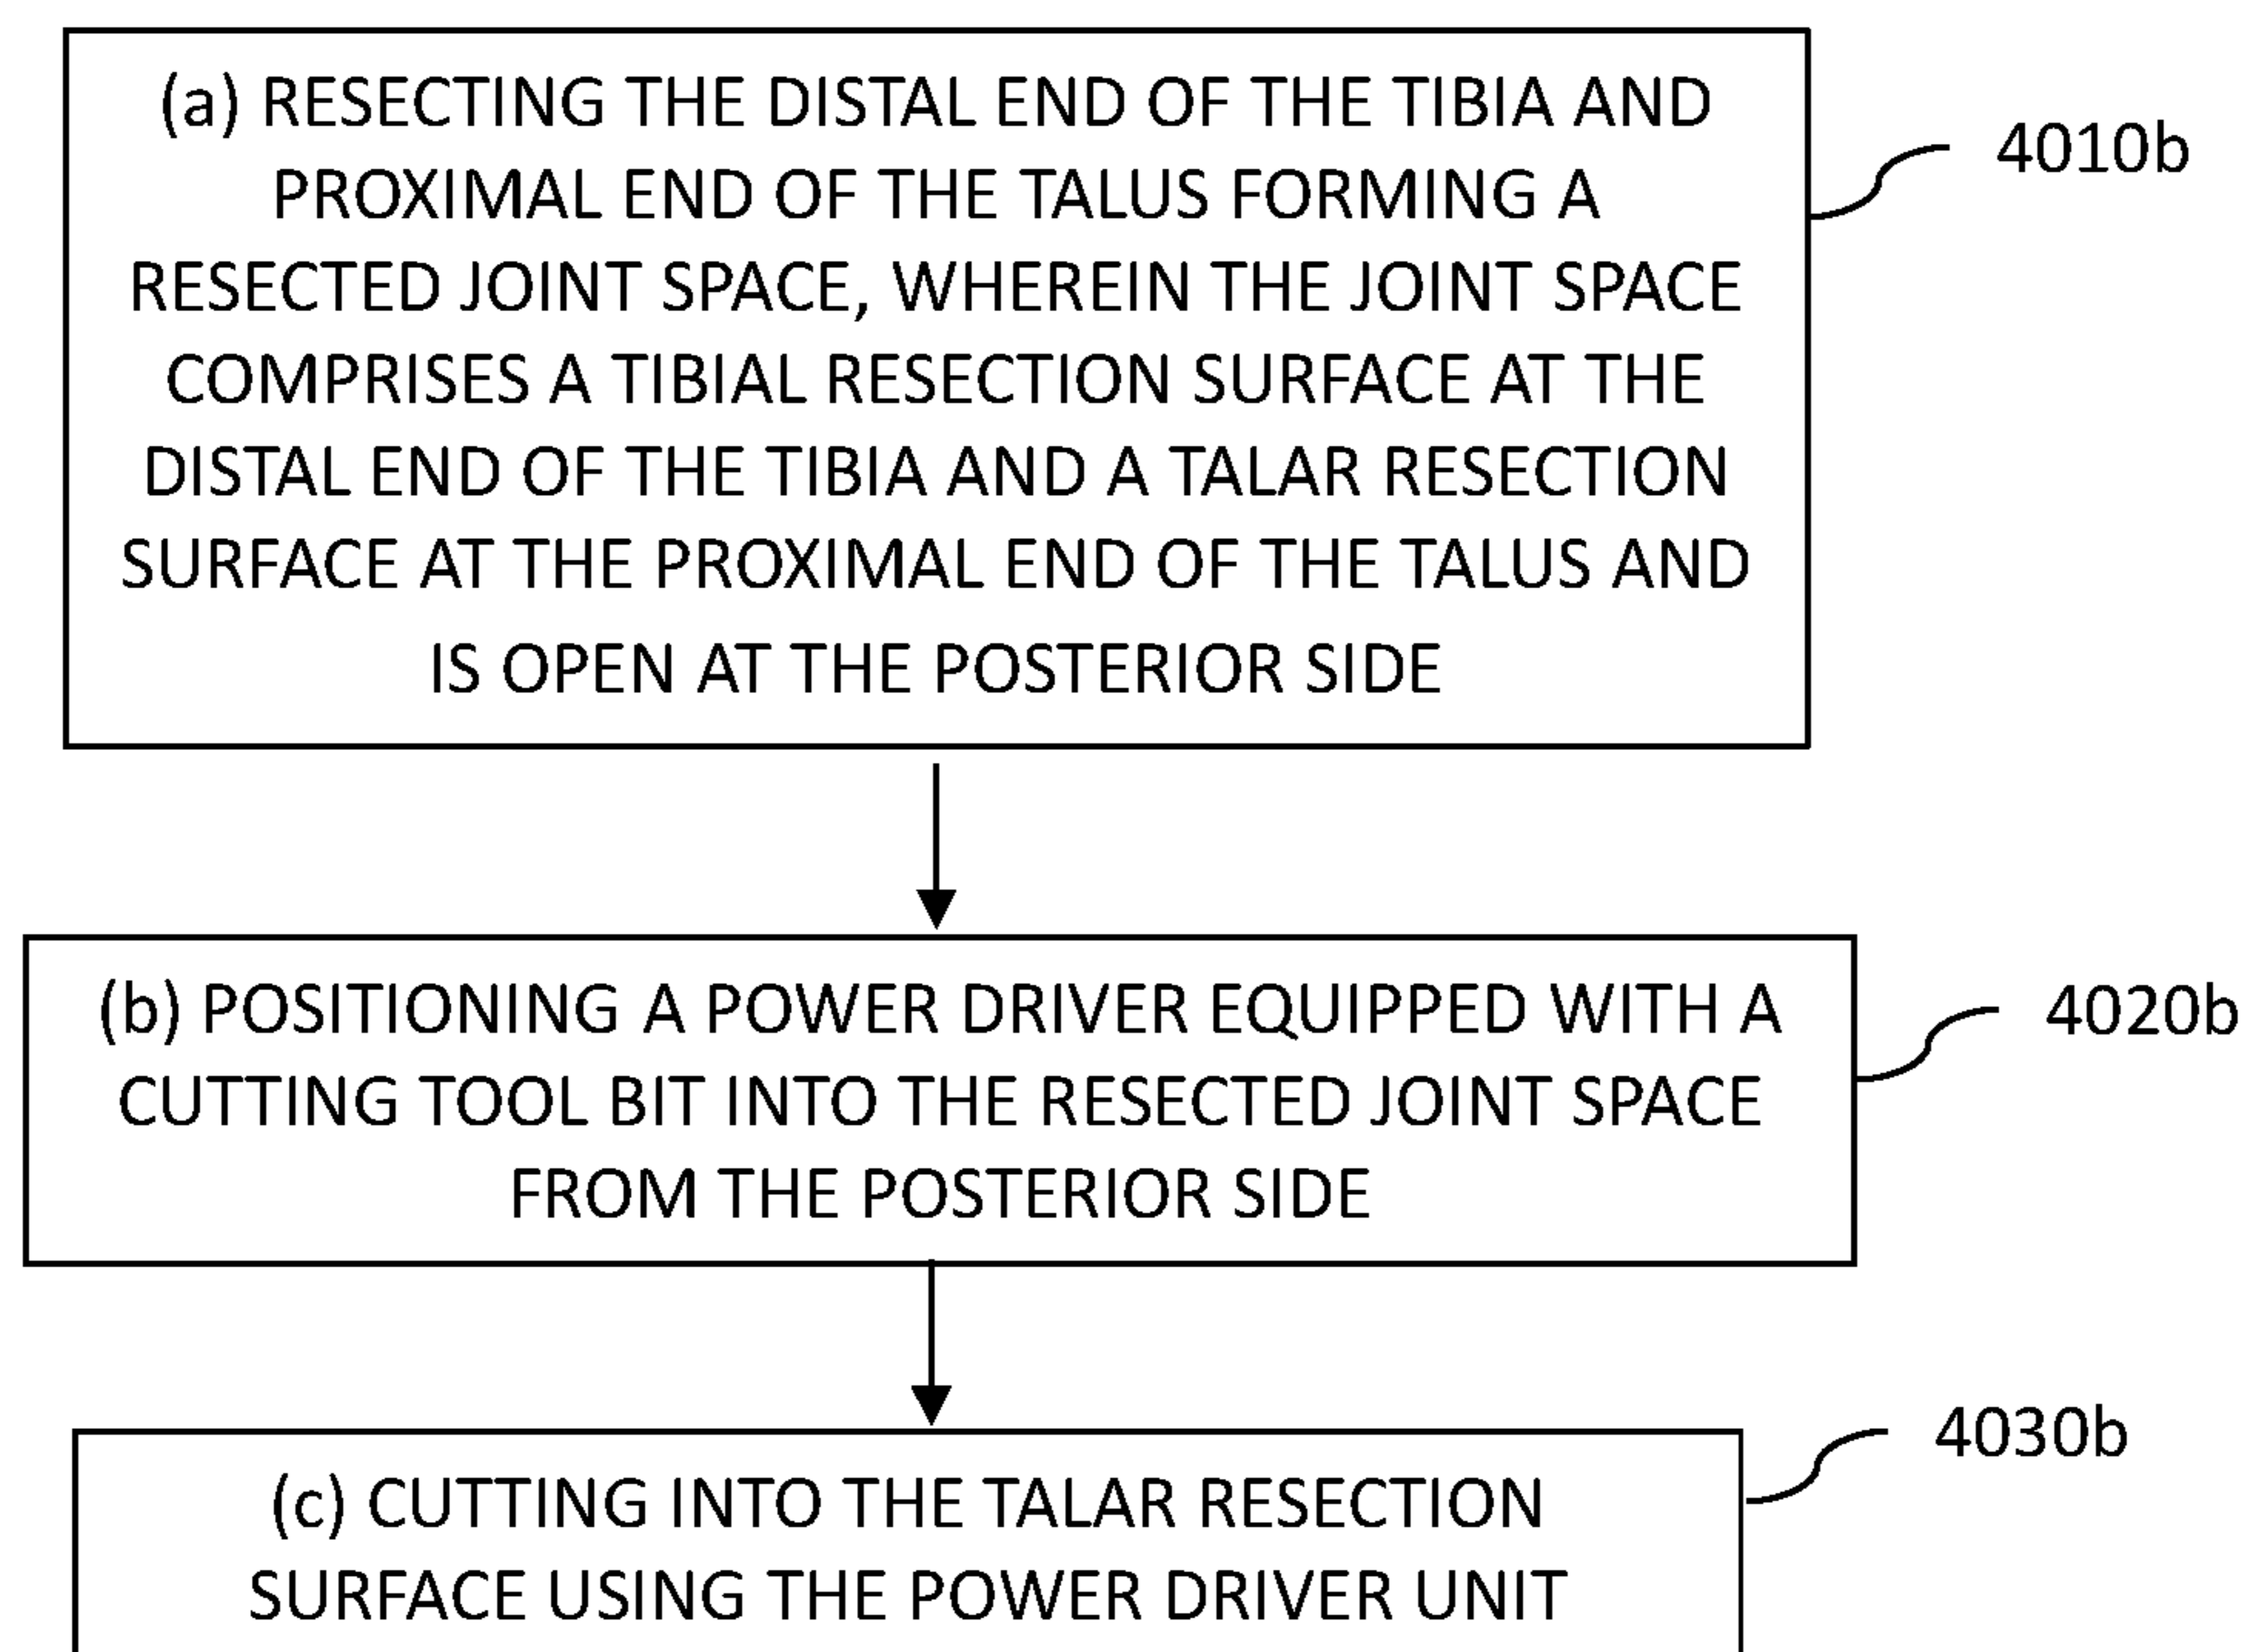 (a) RESECTING THE DISTAL END OF THE TIBIA AND
PROXIMAL END OF THE TALUS FORMING A
RESECTED JOINT SPACE, WHEREIN THE JOINT SPACE
COMPRISES A TIBIAL RESECTION SURFACE AT THE
DISTAL END OF THE TIBIA AND A TALAR RESECTION
SURFACE AT THE PROXIMAL END OF THE TALUS AND
IS OPEN AT THE POSTERIOR SIDE
4010b
(b) POSITIONING A POWER DRIVER EQUIPPED WITH A
CUTTING TOOL BIT INTO THE RESECTED JOINT SPACE
FROM THE POSTERIOR SIDE
4020b
(c) CUTTING INTO THE TALAR RESECTION
SURFACE USING THE POWER DRIVER UNIT
4030b